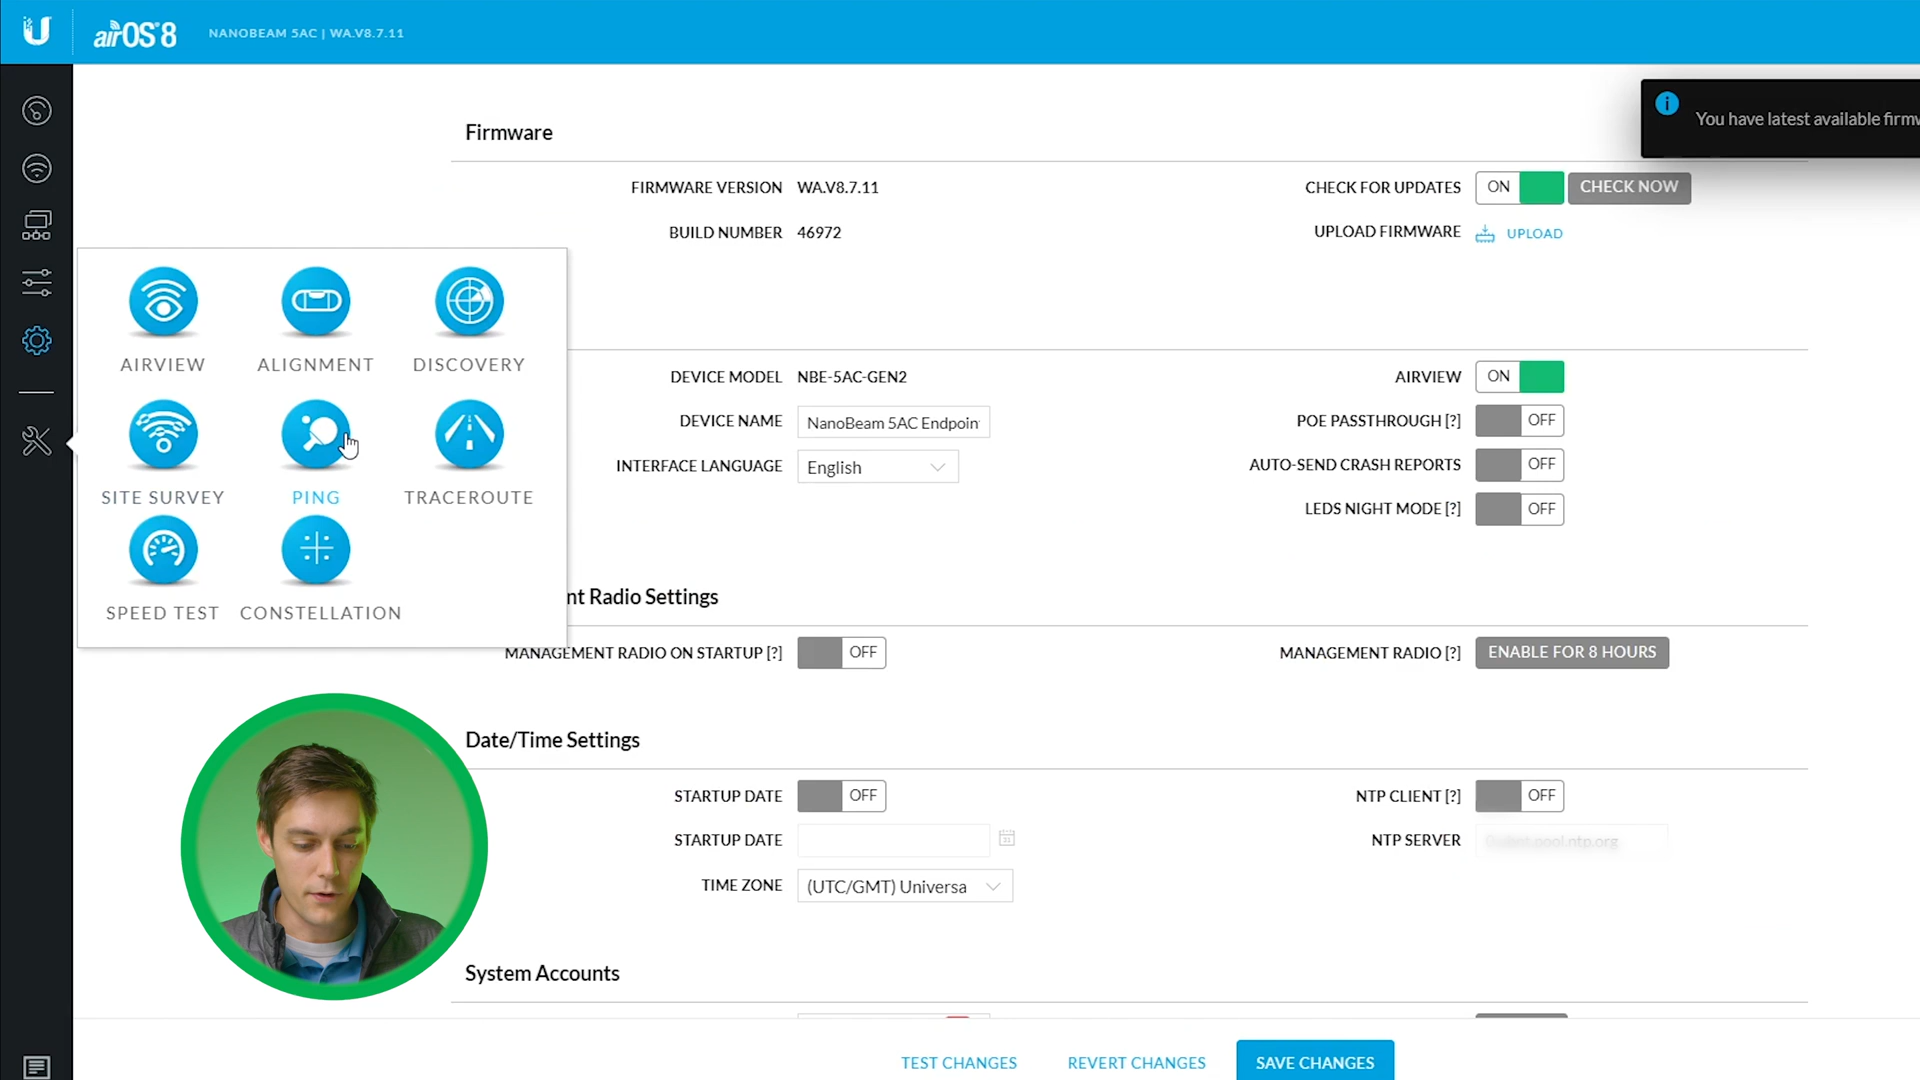 airOS 8
NANOBEAM 5AC | WA.V8.7.11
You have latest available firmw
Firmware
FIRMWARE VERSION WA.V8.7.11
CHECK FOR UPDATES ON CHECK NOW
BUILD NUMBER 46972
UPLOAD FIRMWARE UPLOAD
AIRVIEW ALIGNMENT DISCOVERY
SITE SURVEY PING TRACEROUTE
SPEED TEST CONSTELLATION
DEVICE MODEL NBE-5AC-GEN2
AIRVIEW ON
DEVICE NAME NanoBeam 5AC Endpoin
POE PASSTHROUGH [?] OFF
INTERFACE LANGUAGE English
AUTO-SEND CRASH REPORTS OFF
LEDS NIGHT MODE [?] OFF
nt Radio Settings
MANAGEMENT RADIO ON STARTUP [?] OFF
MANAGEMENT RADIO [?] ENABLE FOR 8 HOURS
Date/Time Settings
STARTUP DATE OFF
NTP CLIENT [?] OFF
STARTUP DATE
NTP SERVER
TIME ZONE (UTC/GMT) Universa
System Accounts
TEST CHANGES REVERT CHANGES SAVE CHANGES